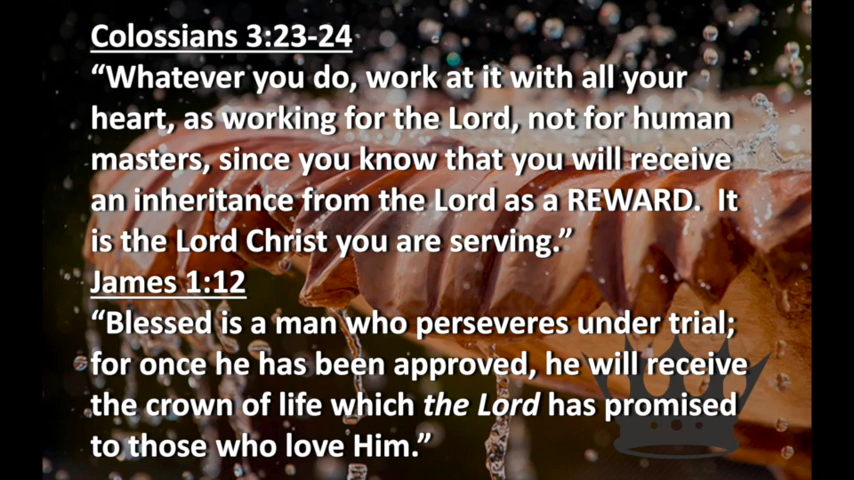 Colossians 3:23-24
“Whatever you do, work at it with all your
heart, as working for the Lord, not for human
masters, since you know that you will receive
an inheritance from the Lord as a REWARD.  It
is the Lord Christ you are serving.”
James 1:12
“Blessed is a man who perseveres under trial;
for once he has been approved, he will receive
the crown of life which the Lord has promised
to those who love Him.”